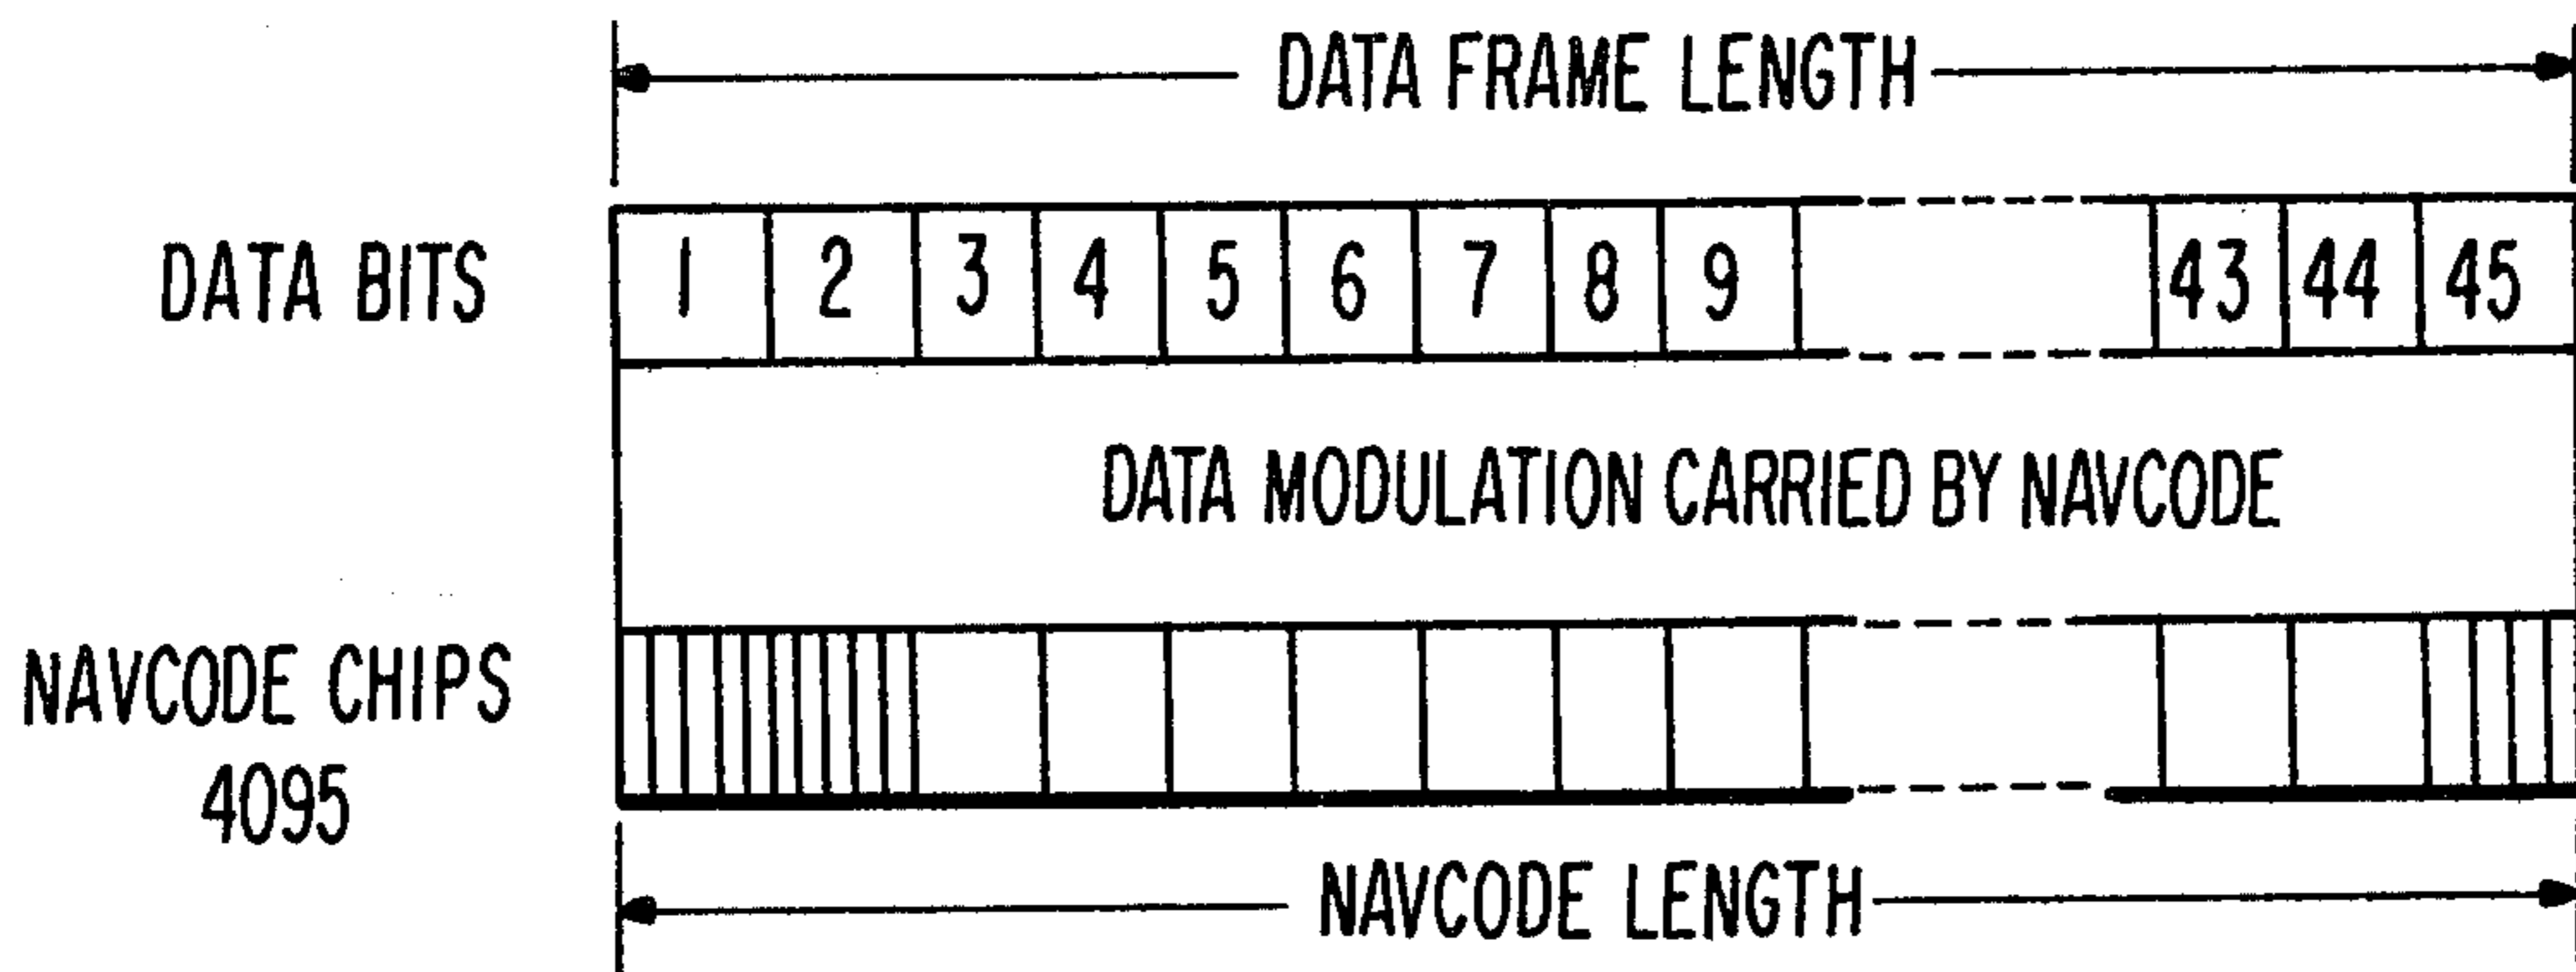 DATA FRAME LENGTH
DATA BITS 1 2 3 4 5 6 7 8 9 43 44 45
DATA MODULATION CARRIED BY NAVCODE
NAVCODE CHIPS
4095
NAVCODE LENGTH